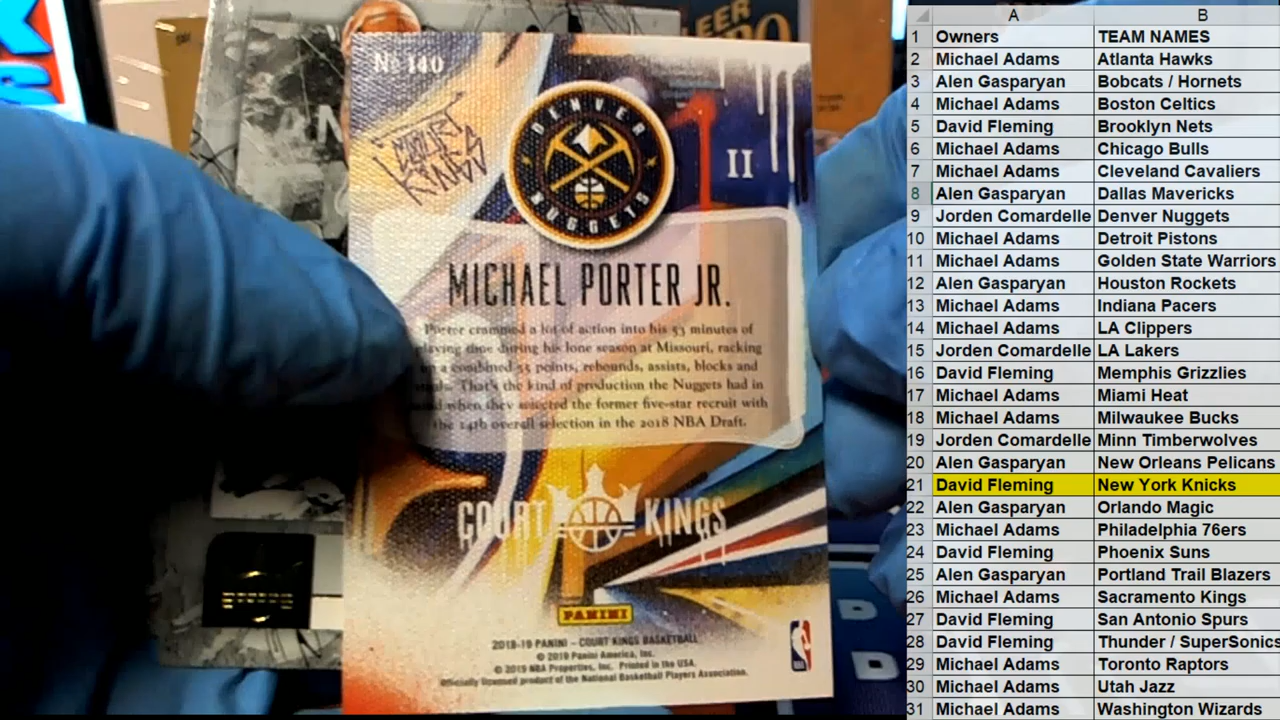 No 140
COURT KINGS
DENVER NUGGETS
II
MICHAEL PORTER JR.
Porter crammed a lot of action into his 53 minutes of
playing time during his lone season at Missouri, racking
up a combined 55 points, rebounds, assists, blocks and
steals. That's the kind of production the Nuggets had in
mind when they selected the former five-star recruit with
the 14th overall selection in the 2018 NBA Draft.
COURT KINGS
PANINI
2018-19 PANINI – COURT KINGS BASKETBALL
© 2019 Panini America, Inc.
© 2019 NBA Properties, Inc. Printed in the USA.
Officially licensed product of the National Basketball Players Association.
A B
1 Owners TEAM NAMES
2 Michael Adams Atlanta Hawks
3 Alen Gasparyan Bobcats / Hornets
4 Michael Adams Boston Celtics
5 David Fleming Brooklyn Nets
6 Michael Adams Chicago Bulls
7 Michael Adams Cleveland Cavaliers
8 Alen Gasparyan Dallas Mavericks
9 Jorden Comardelle Denver Nuggets
10 Michael Adams Detroit Pistons
11 Michael Adams Golden State Warriors
12 Alen Gasparyan Houston Rockets
13 Michael Adams Indiana Pacers
14 Michael Adams LA Clippers
15 Jorden Comardelle LA Lakers
16 David Fleming Memphis Grizzlies
17 Michael Adams Miami Heat
18 Michael Adams Milwaukee Bucks
19 Jorden Comardelle Minn Timberwolves
20 Alen Gasparyan New Orleans Pelicans
21 David Fleming New York Knicks
22 Alen Gasparyan Orlando Magic
23 Michael Adams Philadelphia 76ers
24 David Fleming Phoenix Suns
25 Alen Gasparyan Portland Trail Blazers
26 Michael Adams Sacramento Kings
27 David Fleming San Antonio Spurs
28 David Fleming Thunder / SuperSonics
29 Michael Adams Toronto Raptors
30 Michael Adams Utah Jazz
31 Michael Adams Washington Wizards